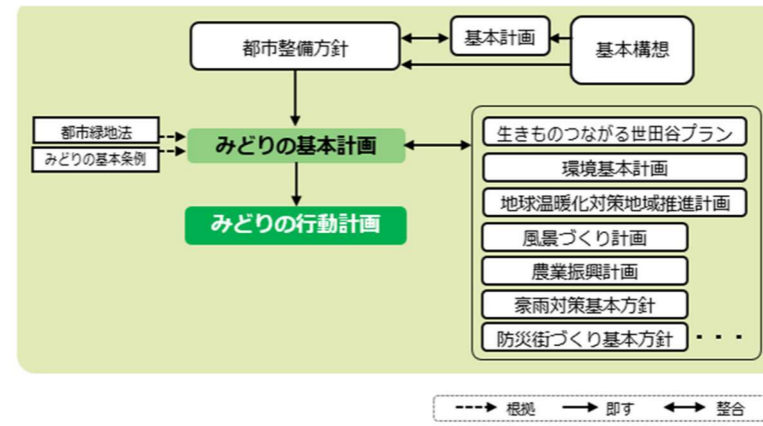 都市整備方針
基本計画
基本構想
都市緑地法
みどりの基本条例
みどりの基本計画
みどりの行動計画
生きものつながる世田谷プラン
環境基本計画
地球温暖化対策地域推進計画
風景づくり計画
農業振興計画
豪雨対策基本方針
防災街づくり基本方針・・・
根拠 即す 整合